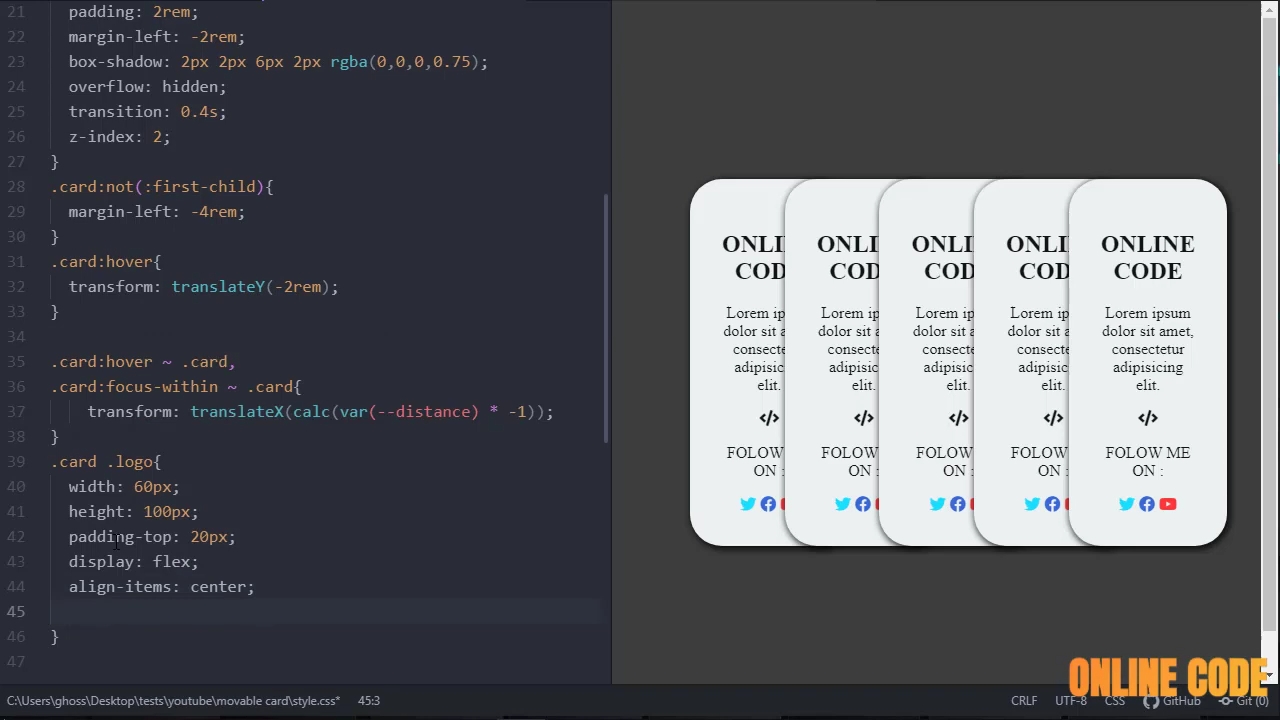 21 padding: 2rem;
22 margin-left: -2rem;
23 box-shadow: 2px 2px 6px 2px rgba(0,0,0,0.75);
24 overflow: hidden;
25 transition: 0.4s;
26 z-index: 2;
27 }
28 .card:not(:first-child){
29 margin-left: -4rem;
30 }
31 .card:hover{
32 transform: translateY(-2rem);
33 }
34
35 .card:hover ~ .card,
36 .card:focus-within ~ .card{
37 transform: translateX(calc(var(--distance) * -1));
38 }
39 .card .logo{
40 width: 60px;
41 height: 100px;
42 padding-top: 20px;
43 display: flex;
44 align-items: center;
45
46 }
47
ONLI ONLI ONLI ONLI ONLINE
COD COD COD COD CODE
Lorem ip Lorem ip Lorem ip Lorem ip Lorem ipsum
dolor sit a dolor sit a dolor sit a dolor sit a dolor sit amet,
consecte consecte consecte consecte consectetur
adipisic adipisic adipisic adipisic adipisicing
elit. elit. elit. elit. elit.
</> </> </> </> </>
FOLOW FOLOW FOLOW FOLOW FOLOW ME
ON : ON : ON : ON : ON :
C:\Users\ghoss\Desktop\tests\youtube\movable card\style.css* 45:3 CRLF UTF-8 CSS GitHub Git (0)
ONLINE CODE